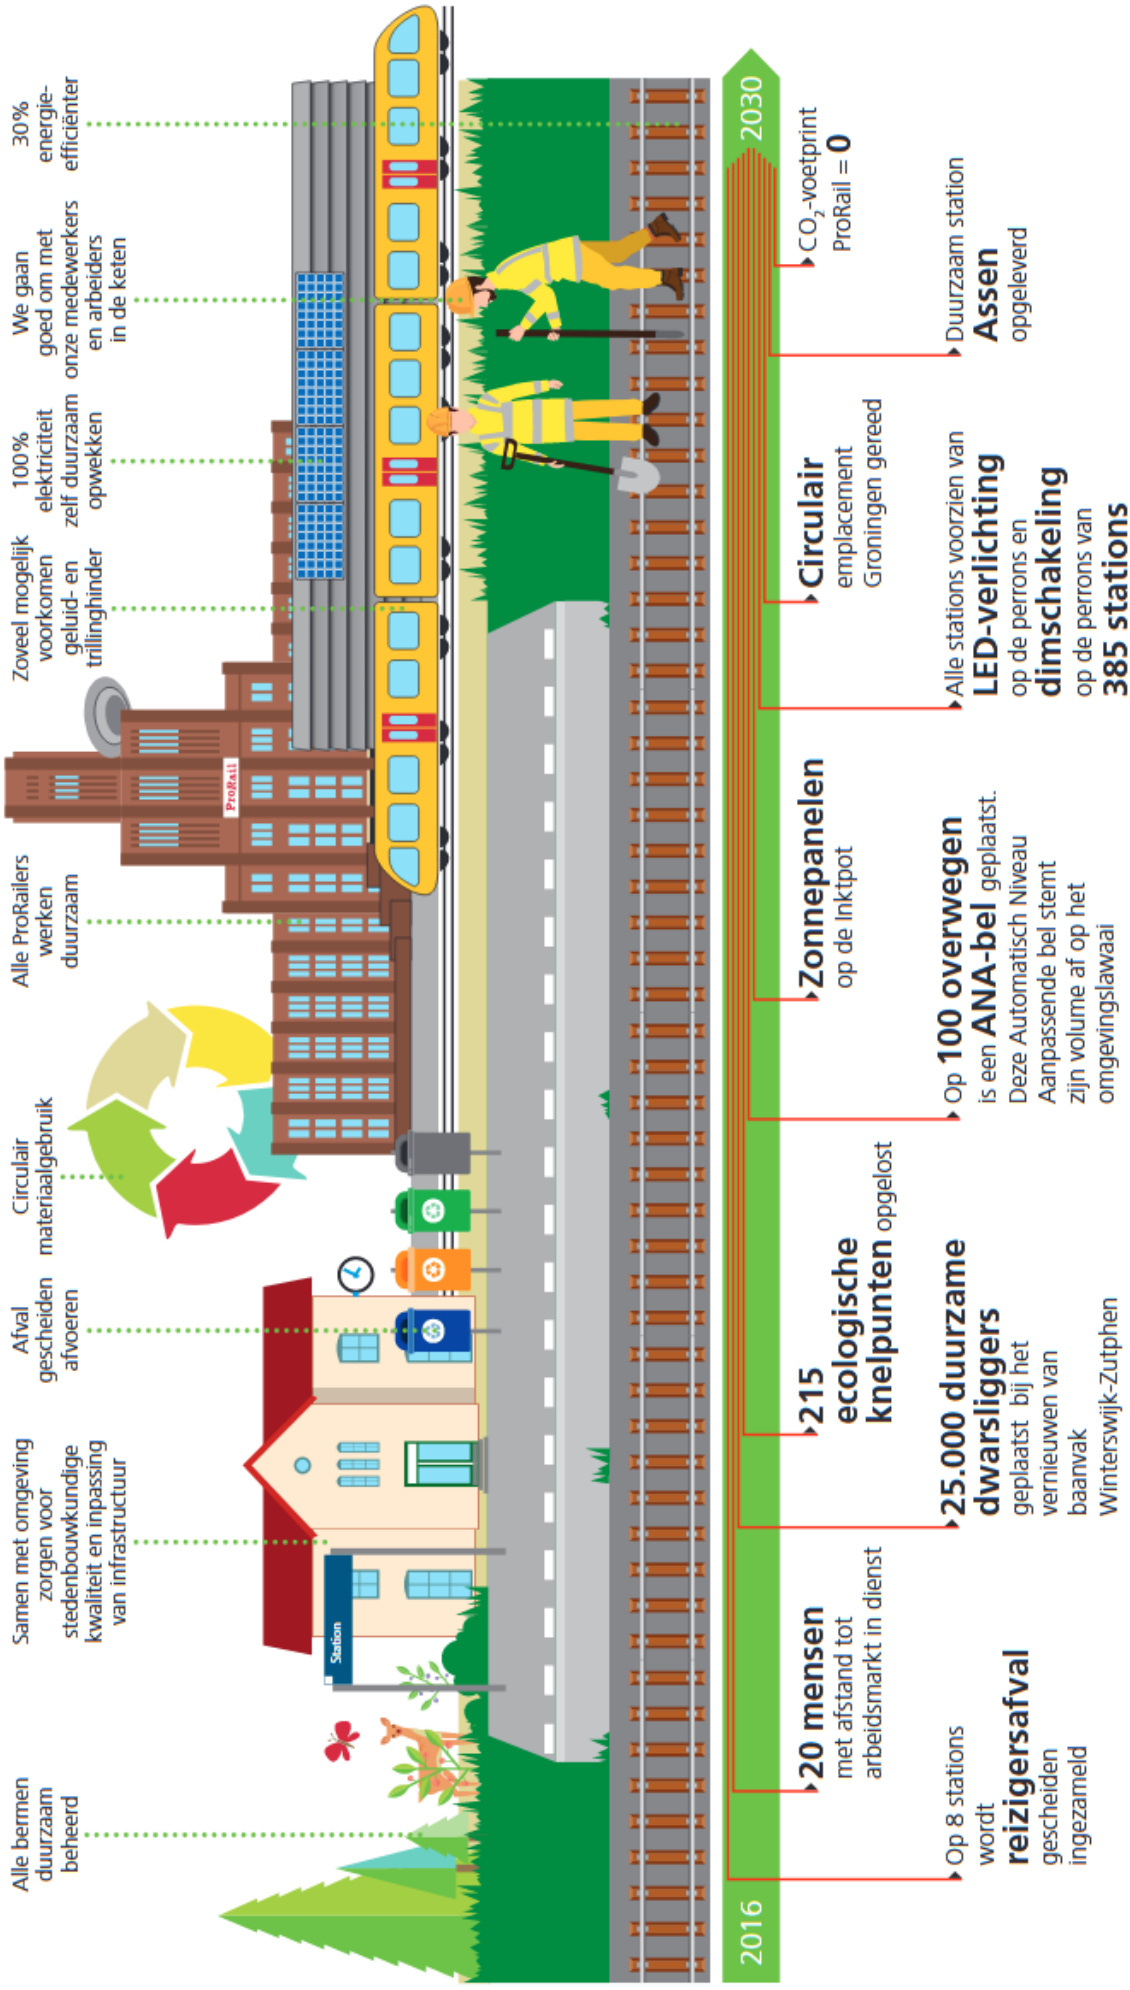 Alle bermen
duurzaam
beheerd
Samen met omgeving
zorgen voor
stedenbouwkundige
kwaliteit en inpassing
van infrastructuur
Afval
gescheiden
afvoeren
Circulair
materiaalgebruik
Alle ProRailers
werken
duurzaam
Zoveel mogelijk
voorkomen
geluid- en
trillinghinder
100%
elektriciteit
zelf duurzaam
opwekken
We gaan
goed om met
onze medewerkers
en arbeiders
in de keten
30%
energie-
efficiënter
Station
ProRail
2016
2030
Op 8 stations
wordt
reizigersafval
gescheiden
ingezameld
20 mensen
met afstand tot
arbeidsmarkt in dienst
25.000 duurzame
dwarsliggers
geplaatst bij het
vernieuwen van
baanvak
Winterswijk-Zutphen
215
ecologische
knelpunten opgelost
Op 100 overwegen
is een ANA-bel geplaatst.
Deze Automatisch Niveau
Aanpassende bel stemt
zijn volume af op het
omgevingslawaai
Zonnepanelen
op de Inktpot
Alle stations voorzien van
LED-verlichting
op de perrons en
dimschakeling
op de perrons van
385 stations
Circulair
emplacement
Groningen gereed
Duurzaam station
Assen
opgeleverd
CO₂-voetprint
ProRail = 0